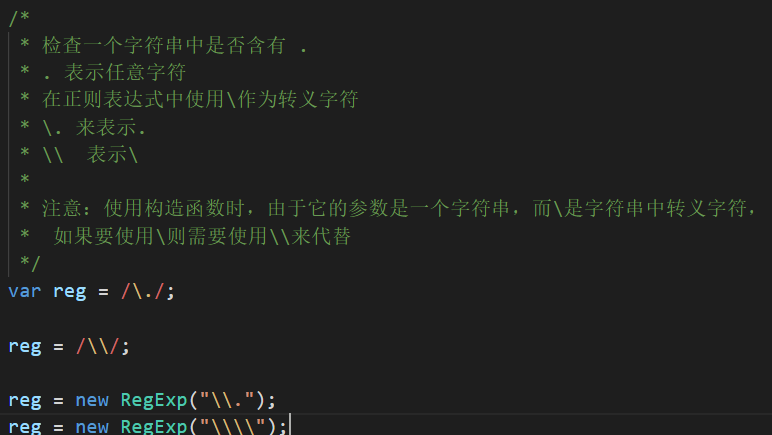 /*
* 检查一个字符串中是否含有 .
* . 表示任意字符
* 在正则表达式中使用\作为转义字符
* \. 来表示.
* \\  表示\
*
* 注意：使用构造函数时，由于它的参数是一个字符串，而\是字符串中转义字符，
*  如果要使用\则需要使用\\来代替
*/
var reg = /\./;
reg = /\\/;
reg = new RegExp("\\.");
reg = new RegExp("\\\\");